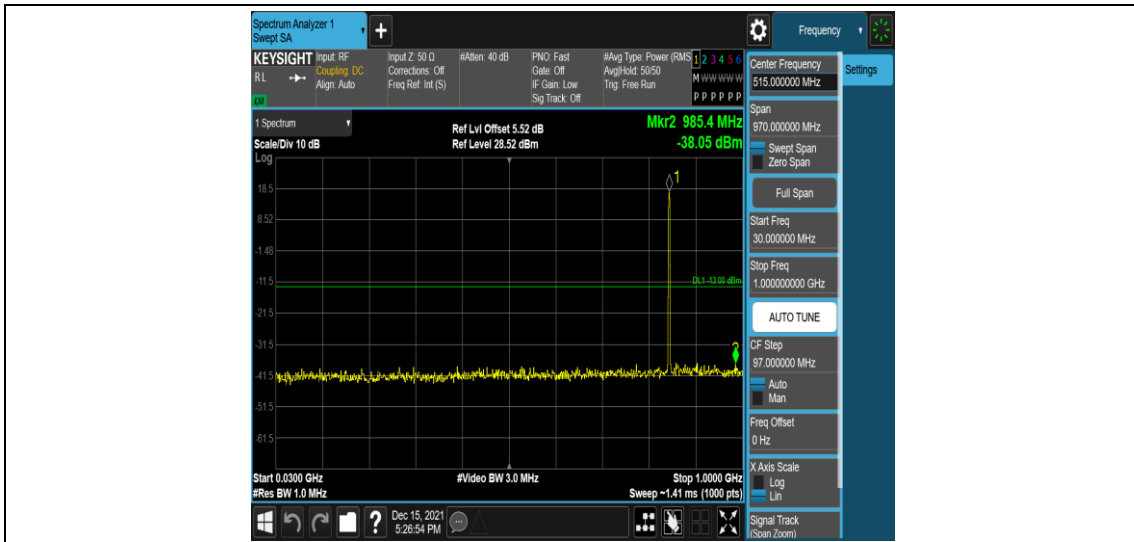 Spectrum Analyzer 1
Swept SA
+
Frequency
KEYSIGHT
RL
LXI
Input: RF
Coupling: DC
Align: Auto
Input Z: 50 Ω
Corrections: Off
Freq Ref: Int (S)
#Atten: 40 dB
PNO: Fast
Gate: Off
IF Gain: Low
Sig Track: Off
#Avg Type: Power (RMS
Avg|Hold: 50/50
Trig: Free Run
1 2 3 4 5 6
M W W W W W
P P P P P P
1 Spectrum
Scale/Div 10 dB
Ref Lvl Offset 5.52 dB
Ref Level 28.52 dBm
Mkr2 985.4 MHz
-38.05 dBm
Log
1
18.5
8.52
-1.48
-11.5
DL1 -13.00 dBm
-21.5
-31.5
2
-41.5
-51.5
-61.5
Start 0.0300 GHz
#Video BW 3.0 MHz
Stop 1.0000 GHz
#Res BW 1.0 MHz
Sweep ~1.41 ms (1000 pts)
?
Dec 15, 2021
5:26:54 PM
Center Frequency
515.000000 MHz
Settings
Span
970.000000 MHz
Swept Span
Zero Span
Full Span
Start Freq
30.000000 MHz
Stop Freq
1.000000000 GHz
AUTO TUNE
CF Step
97.000000 MHz
Auto
Man
Freq Offset
0 Hz
X Axis Scale
Log
Lin
Signal Track
(Span Zoom)